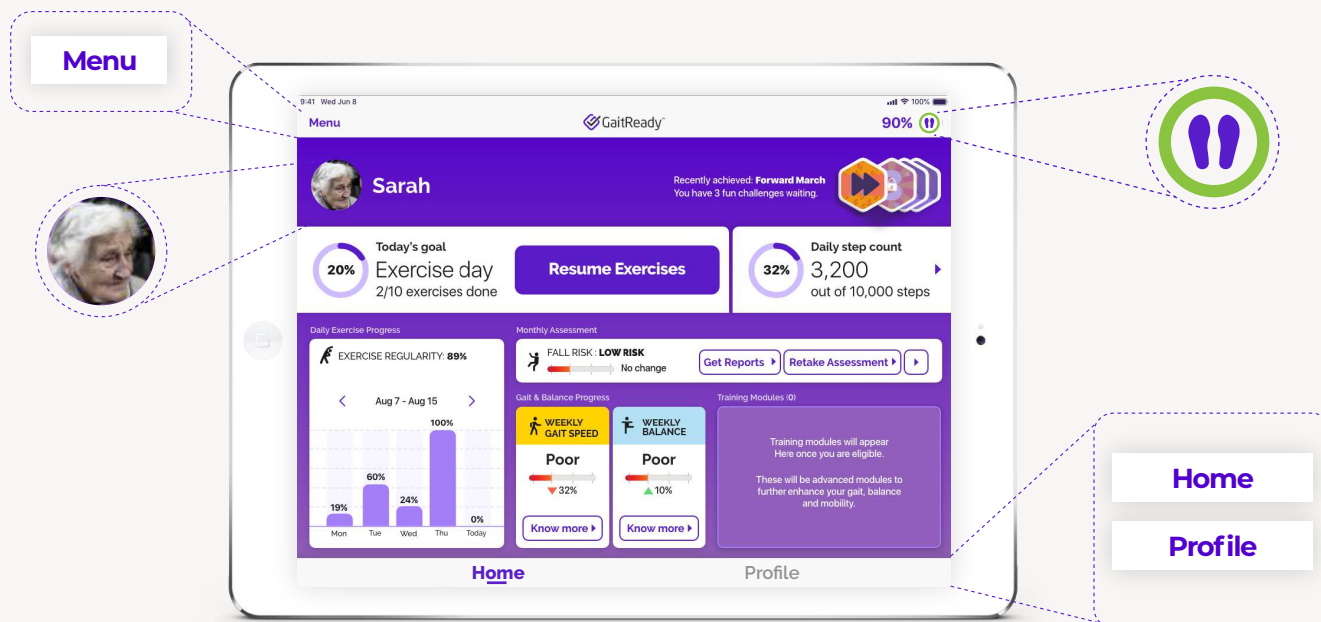 Menu
9:41 Wed Jun 8
100%
Menu
GaitReady™
90%
Sarah
Recently achieved: Forward March
You have 3 fun challenges waiting.
20%
Today's goal
Exercise day
2/10 exercises done
Resume Exercises
32%
Daily step count
3,200
out of 10,000 steps
Daily Exercise Progress
EXERCISE REGULARITY: 89%
Aug 7 - Aug 15
100%
60%
24%
19%
0%
Mon Tue Wed Thu Today
Monthly Assessment
FALL RISK : LOW RISK
No change
Get Reports
Retake Assessment
Gait & Balance Progress
WEEKLY
GAIT SPEED
Poor
32%
Know more
WEEKLY
BALANCE
Poor
10%
Know more
Training Modules (0)
Training modules will appear
Here once you are eligible.
These will be advanced modules to
further enhance your gait, balance
and mobility.
Home
Profile
Home
Profile